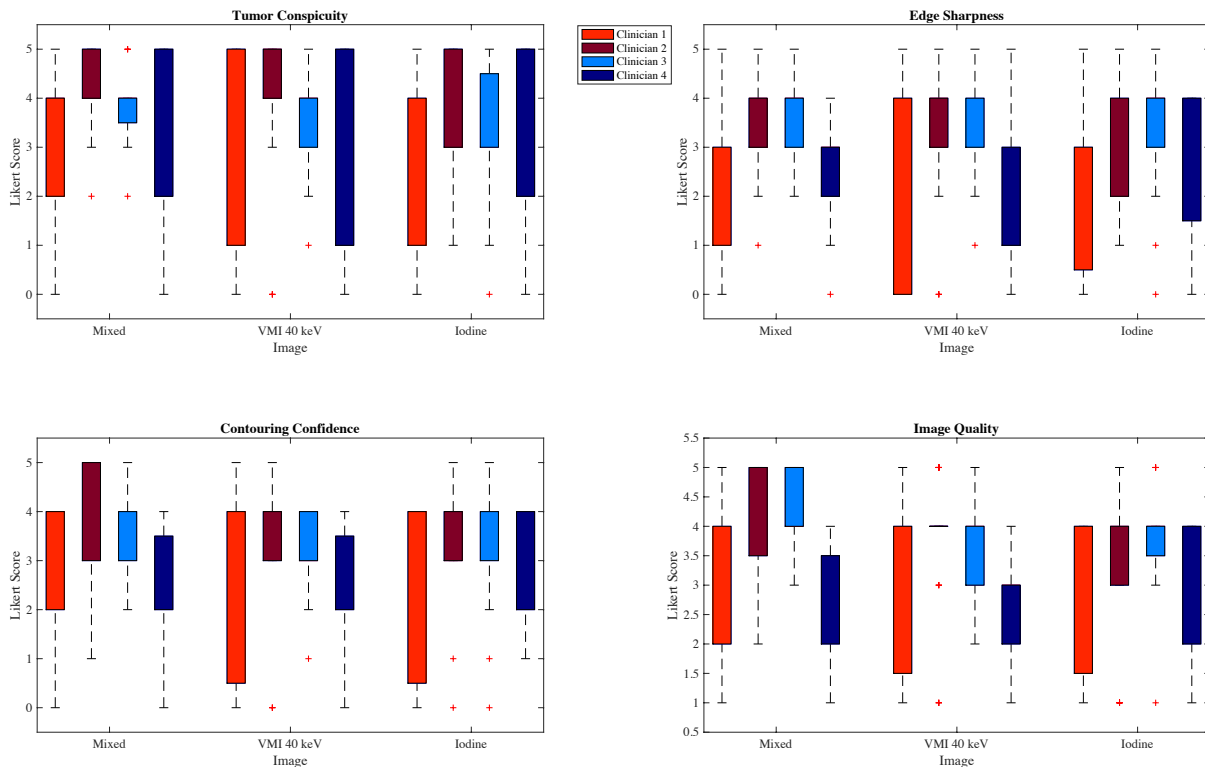 Tumor Conspicuity
Likert Score
5
4
3
2
1
0
Mixed
VMI 40 keV
Iodine
Image
Clinician 1
Clinician 2
Clinician 3
Clinician 4
Edge Sharpness
Likert Score
5
4
3
2
1
0
Mixed
VMI 40 keV
Iodine
Image
Contouring Confidence
Likert Score
5
4
3
2
1
0
Mixed
VMI 40 keV
Iodine
Image
Image Quality
Likert Score
5.5
5
4.5
4
3.5
3
2.5
2
1.5
1
0.5
Mixed
VMI 40 keV
Iodine
Image